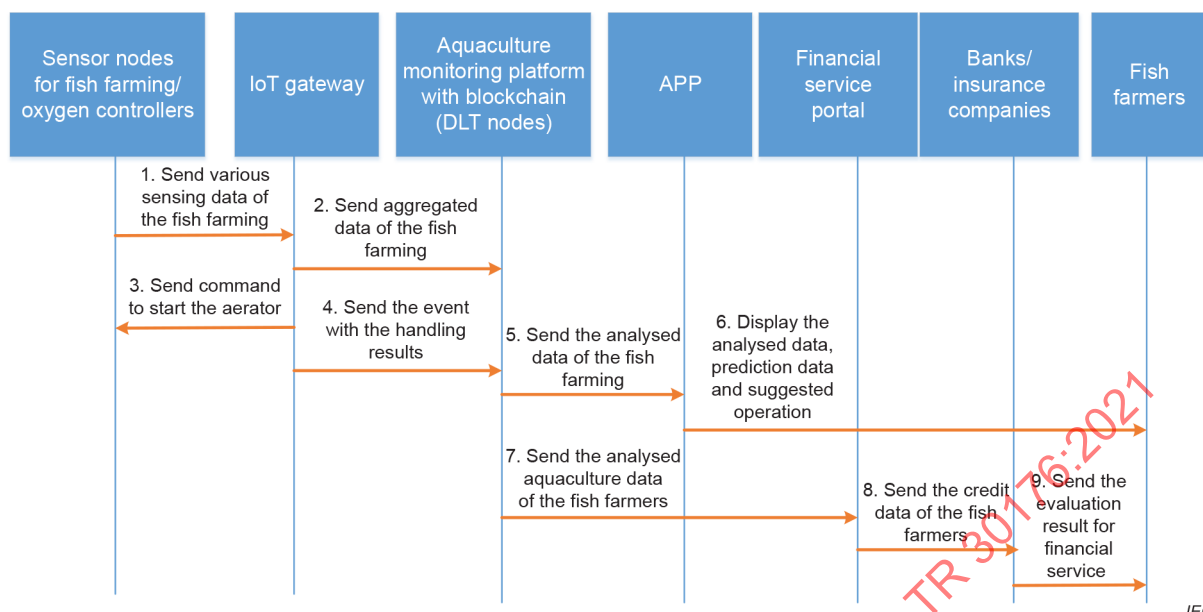 Sensor nodes
for fish farming/
oxygen controllers
IoT gateway
Aquaculture
monitoring platform
with blockchain
(DLT nodes)
APP
Financial
service
portal
Banks/
insurance
companies
Fish
farmers
1. Send various
sensing data of
the fish farming
2. Send aggregated
data of the fish
farming
3. Send command
to start the aerator
4. Send the event
with the handling
results
5. Send the analysed
data of the fish
farming
6. Display the
analysed data,
prediction data
and suggested
operation
7. Send the analysed
aquaculture data
of the fish farmers
8. Send the credit
data of the fish
farmers
9. Send the
evaluation
result for
financial
service
TR 30176:2021